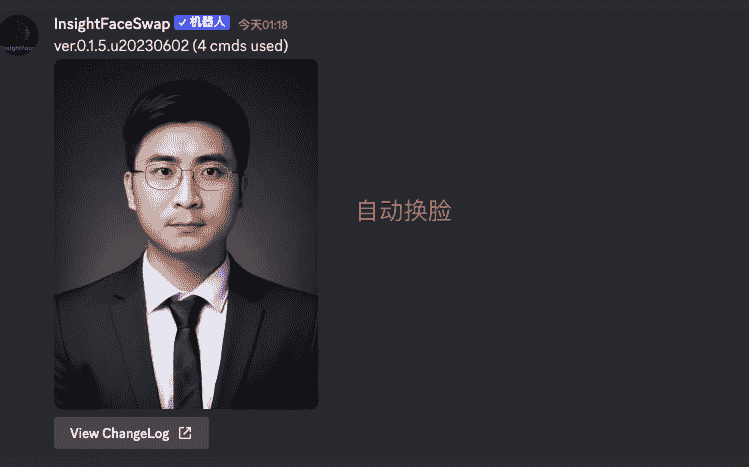 InsightFaceSwap ✓ 机器人 今天01:18
ver.0.1.5.u20230602 (4 cmds used)
自动换脸
View ChangeLog